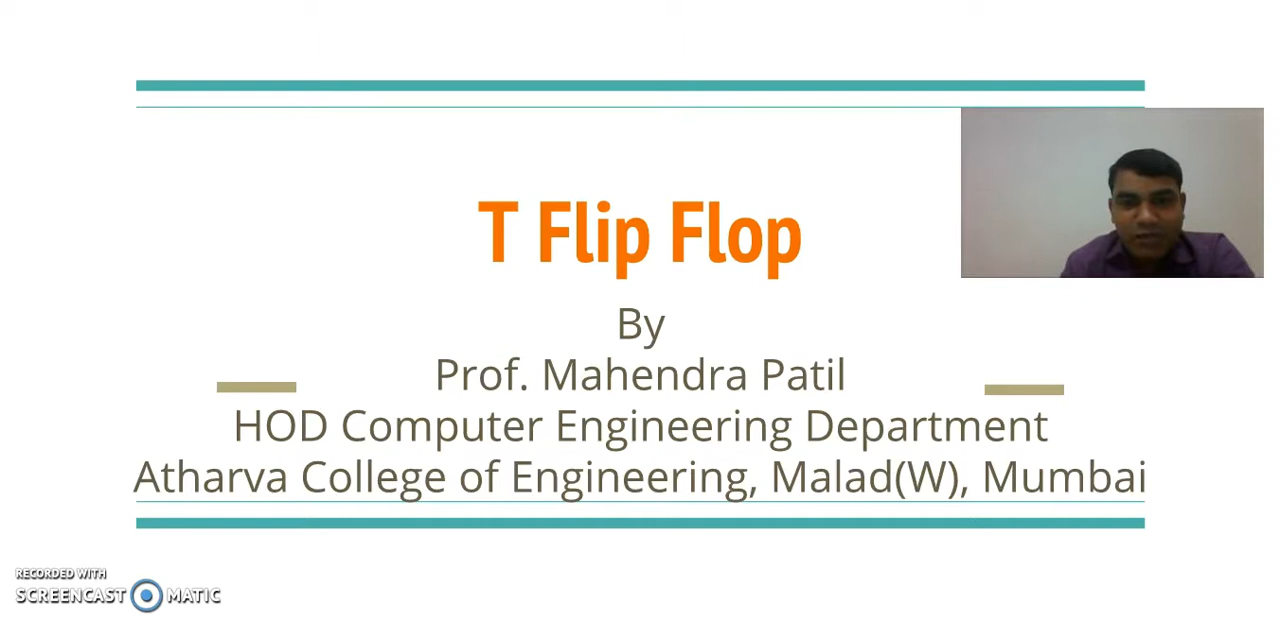 T Flip Flop
By
Prof. Mahendra Patil
HOD Computer Engineering Department
Atharva College of Engineering, Malad(W), Mumbai
RECORDED WITH
SCREENCAST MATIC